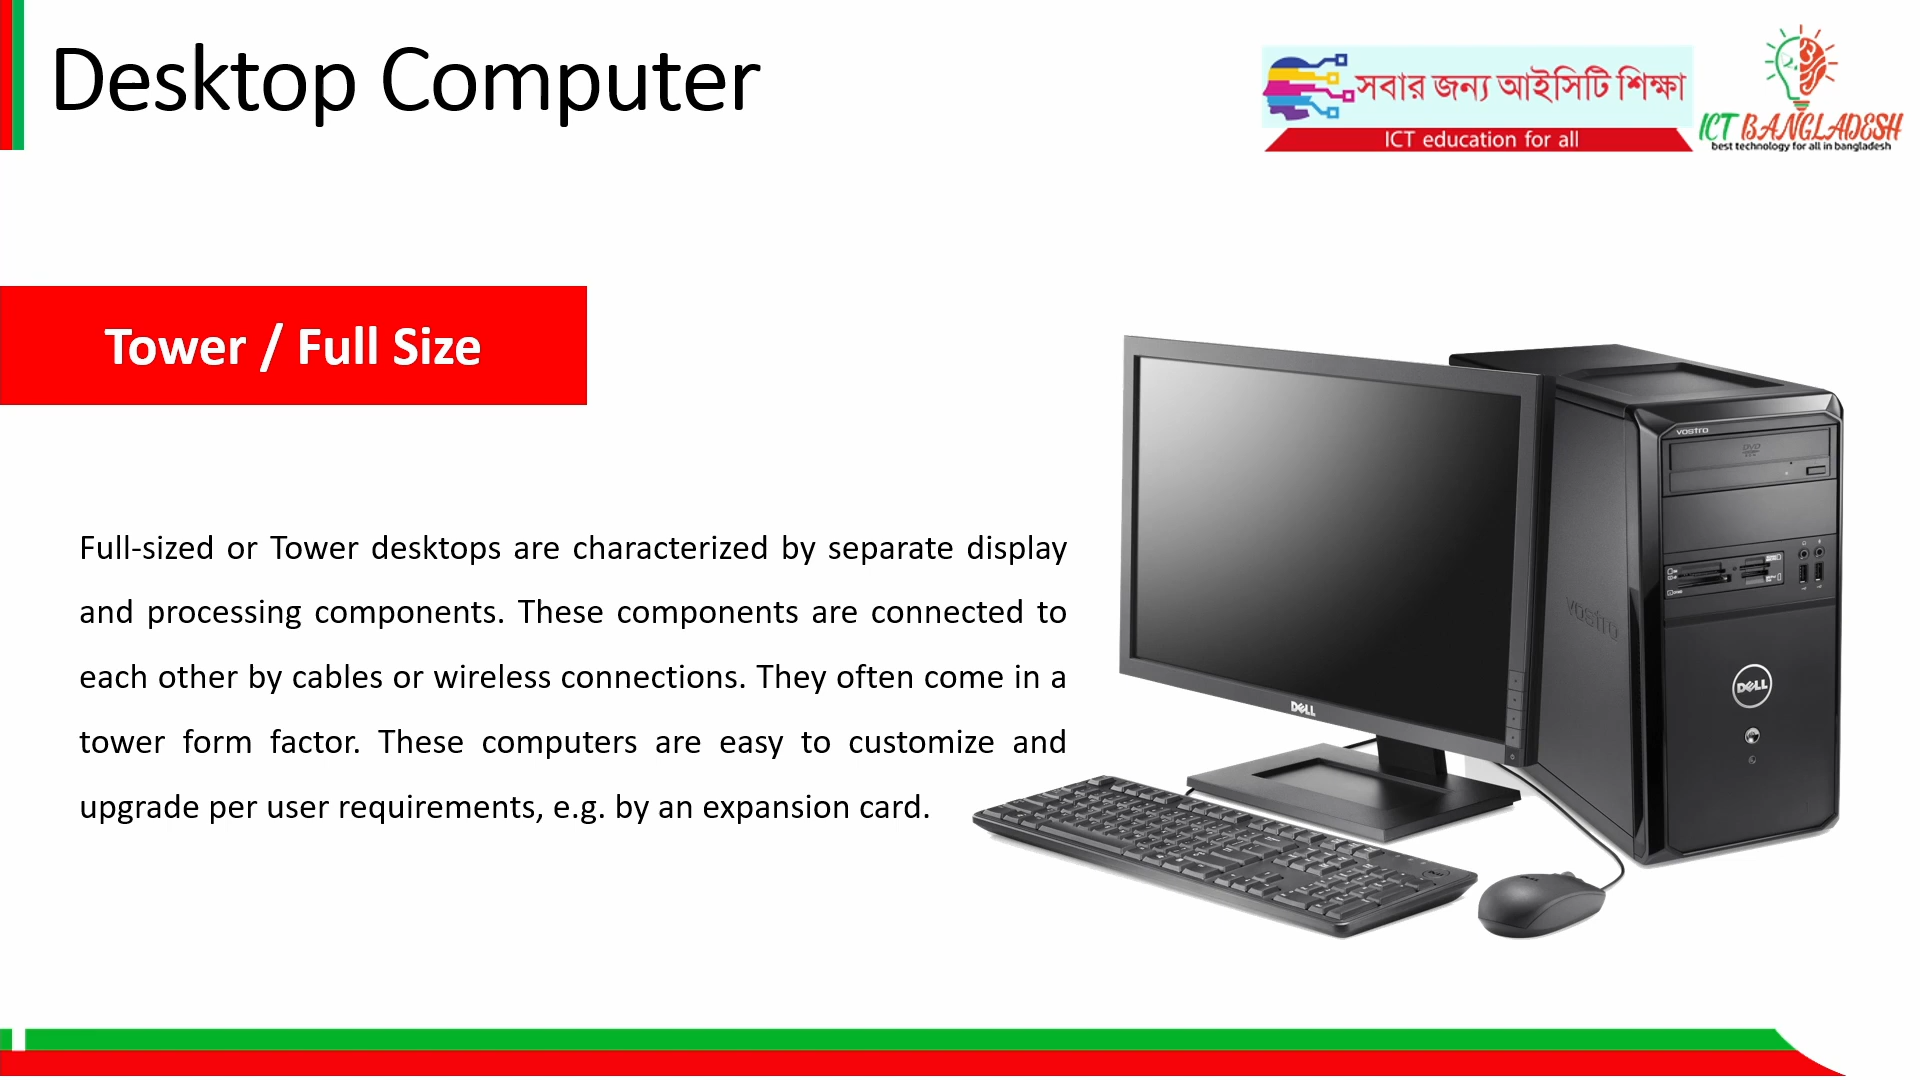 Desktop Computer
সবার জন্য আইসিটি শিক্ষা
ICT education for all
ICT BANGLADESH
best technology for all in bangladesh
Tower / Full Size
Full-sized or Tower desktops are characterized by separate display
and processing components. These components are connected to
each other by cables or wireless connections. They often come in a
tower form factor. These computers are easy to customize and
upgrade per user requirements, e.g. by an expansion card.
VOSTRO
DVD
VOSTRO
DELL
DELL